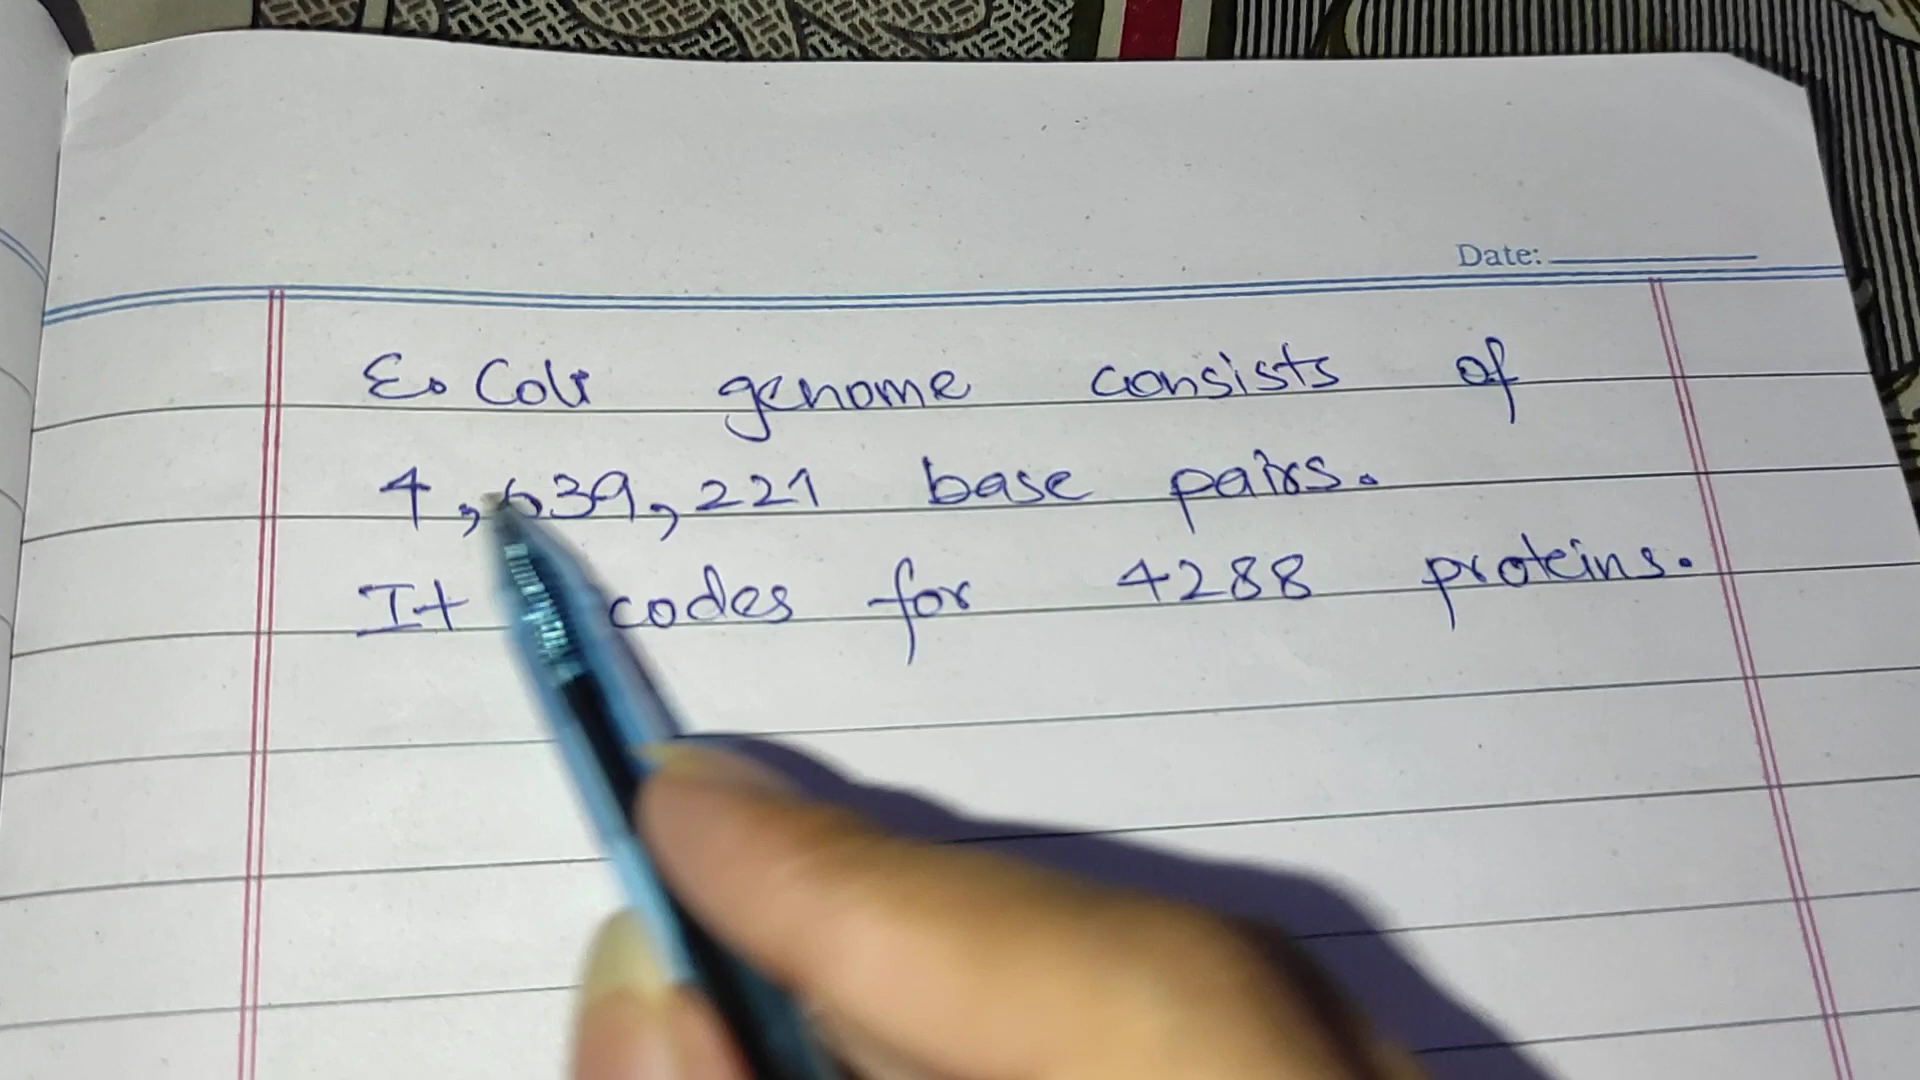 Date:
E. Coli genome consists of
4,639,221 base pairs.
It codes for 4288 proteins.